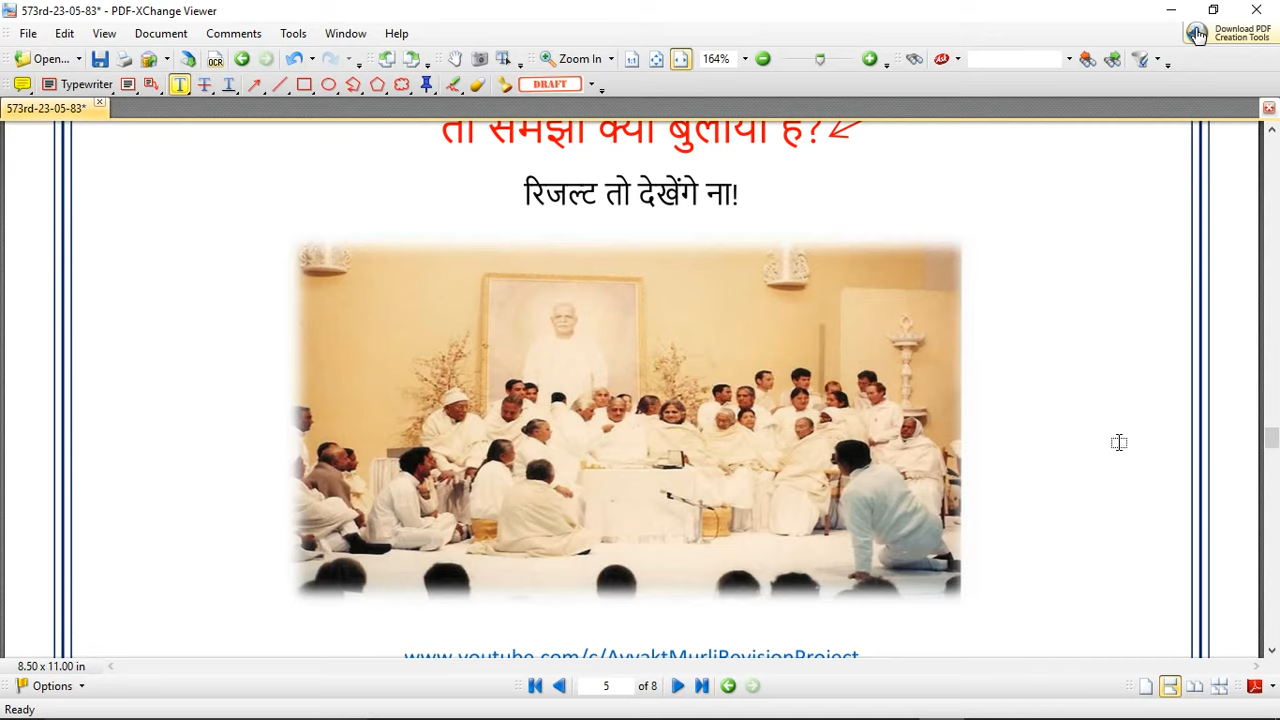 573rd-23-05-83* - PDF-XChange Viewer
File Edit View Document Comments Tools Window Help
Download PDF
Creation Tools
Open... OCR Zoom In 164%
Typewriter DRAFT
573rd-23-05-83*
तो समझा क्यों बुलाया है?
रिजल्ट तो देखेंगे ना!
www.youtube.com/c/AvyaktMurliRevisionProject
8.50 x 11.00 in
Options 5 of 8
Ready